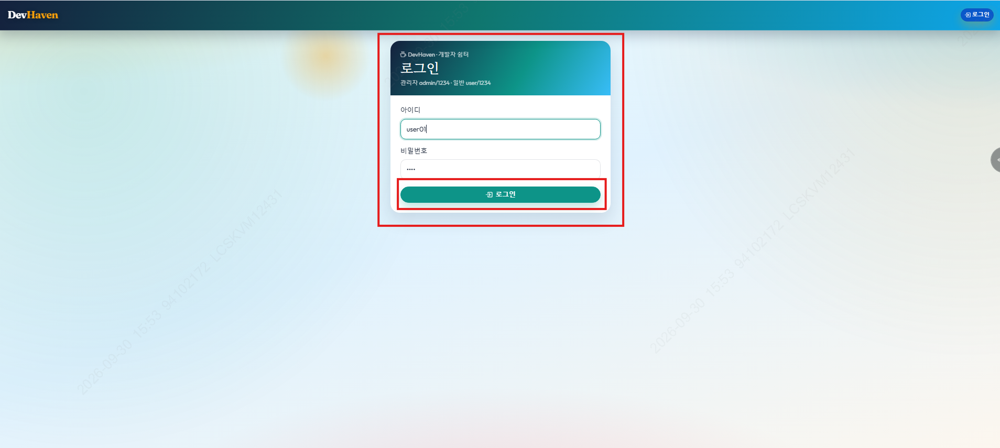 DevHaven
로그인
DevHaven · 개발자 쉼터
로그인
관리자 admin/1234 · 일반 user/1234
아이디
user01
비밀번호
••••
로그인
2026-09-30 15:53 94102172 LCSKVM12431
2026-09-30 15:53 94102172 LCSKVM12431